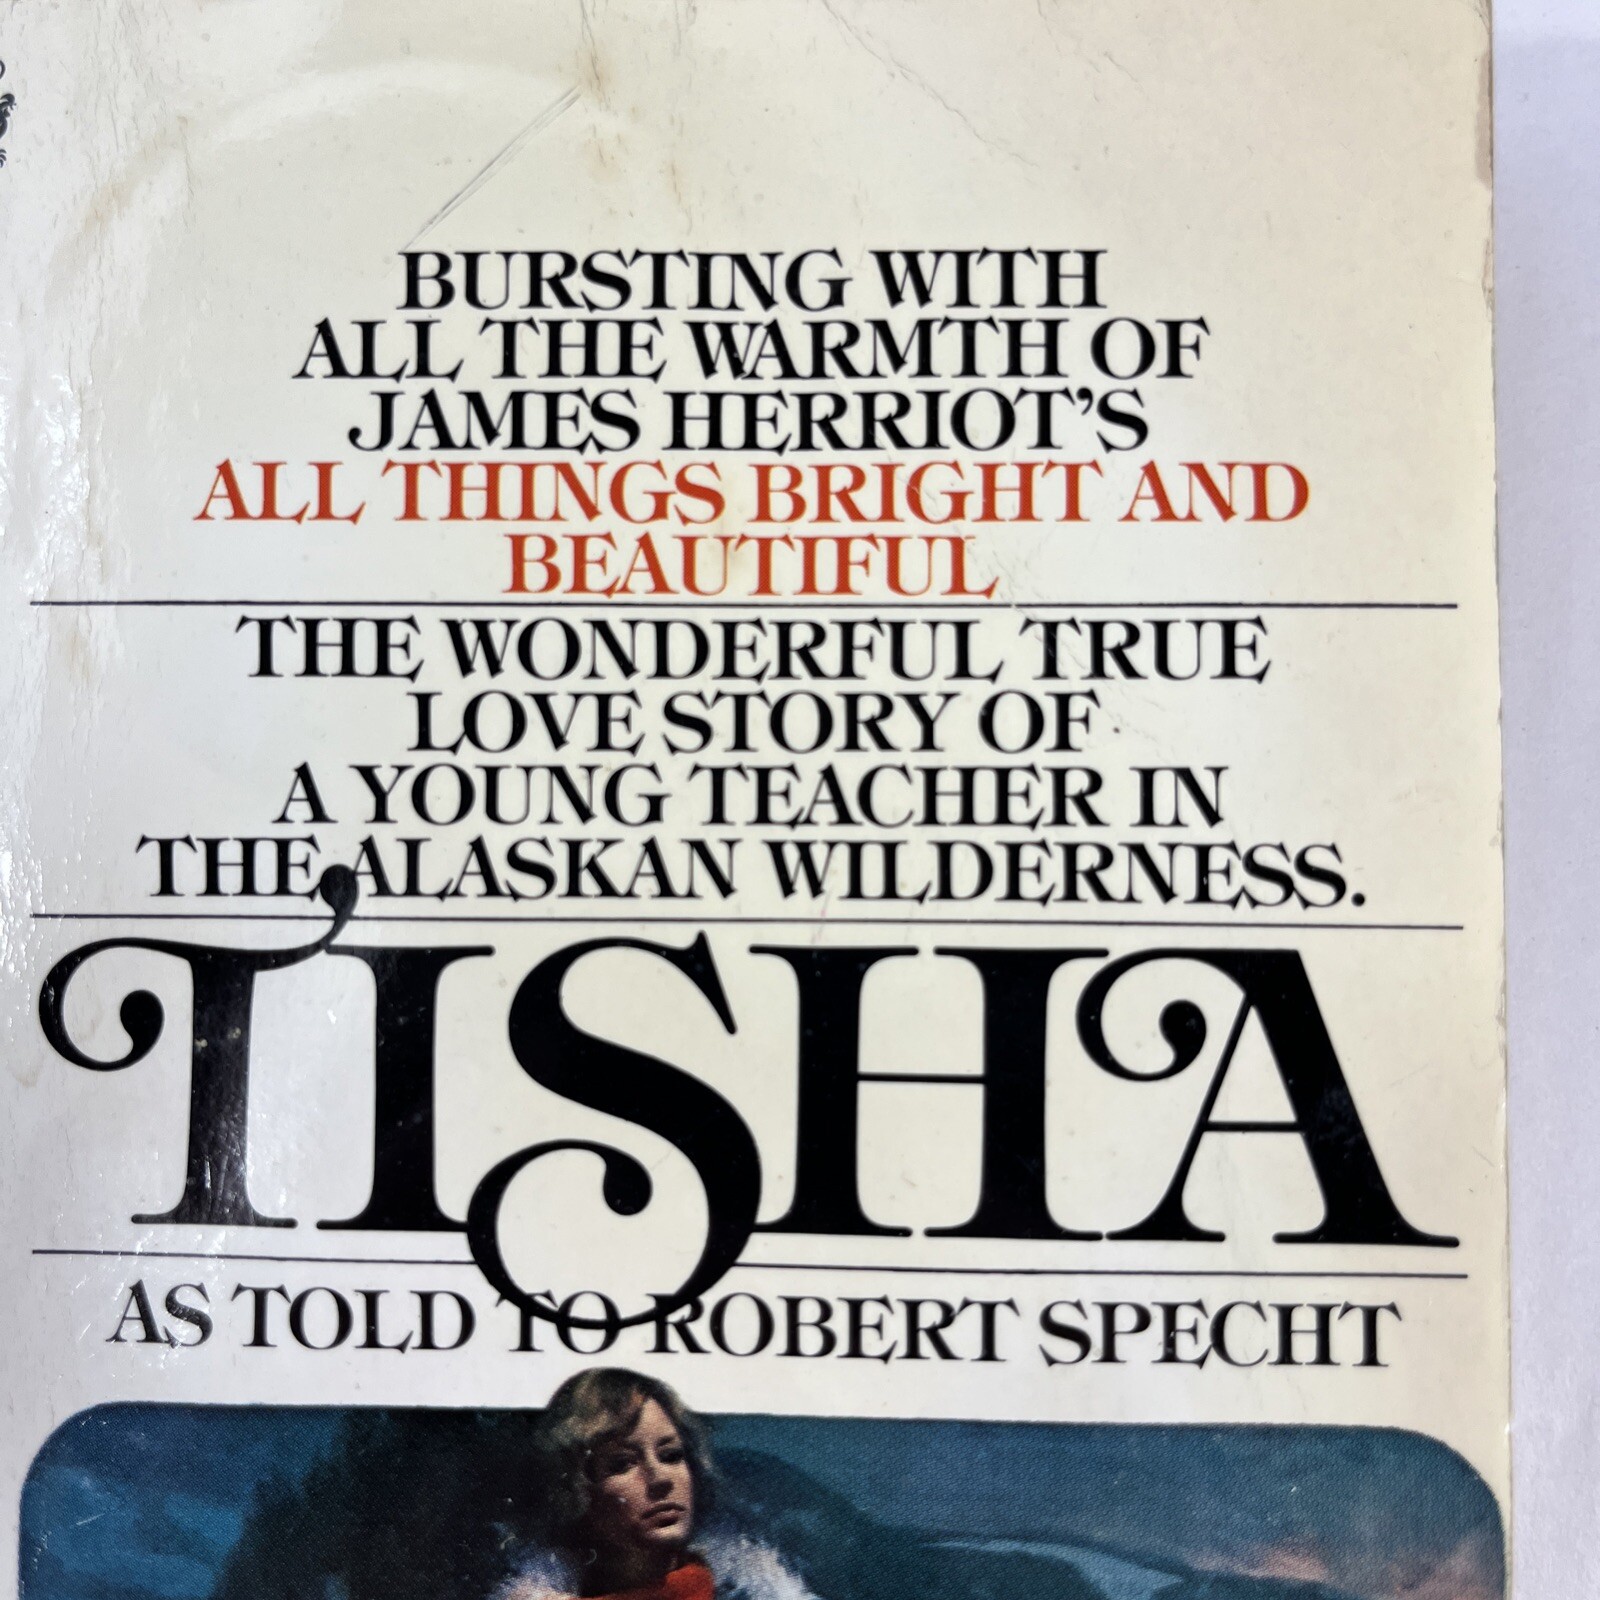 BURSTING WITH
ALL THE WARMTH OF
JAMES HERRIOT'S
ALL THINGS BRIGHT AND
BEAUTIFUL
THE WONDERFUL TRUE
LOVE STORY OF
A YOUNG TEACHER IN
THE ALASKAN WILDERNESS.
TISHA
AS TOLD TO ROBERT SPECHT